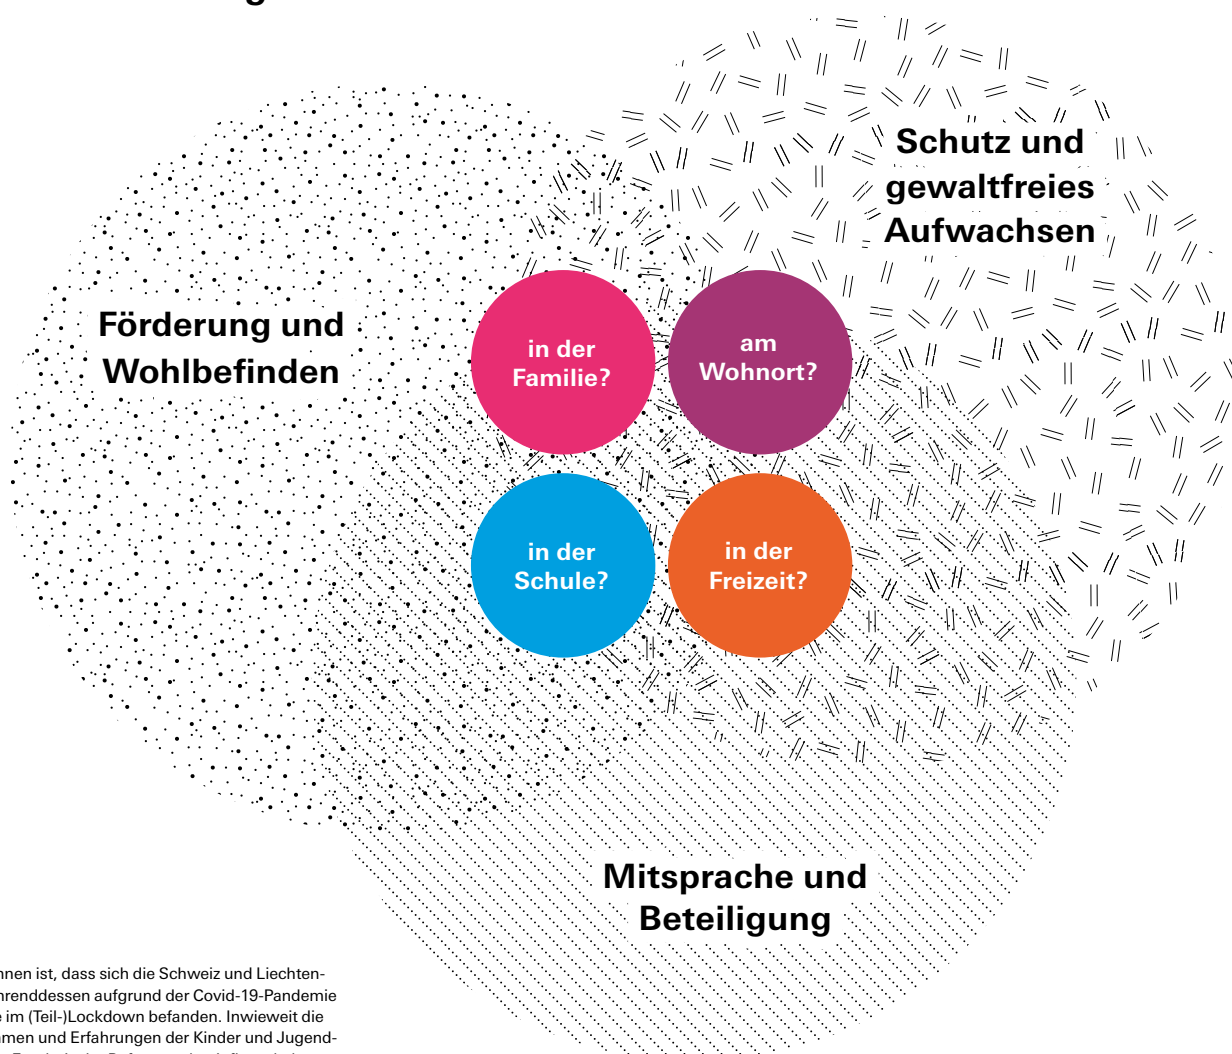 Schutz und
gewaltfreies
Aufwachsen
Förderung und
Wohlbefinden
in der
Familie?
am
Wohnort?
in der
Schule?
in der
Freizeit?
Mitsprache und
Beteiligung
ist, dass sich die Schweiz und Liechten-
aufgrund der Covid-19-Pandemie
im (Teil-)Lockdown befanden. Inwieweit die
und Erfahrungen der Kinder und Jugend-